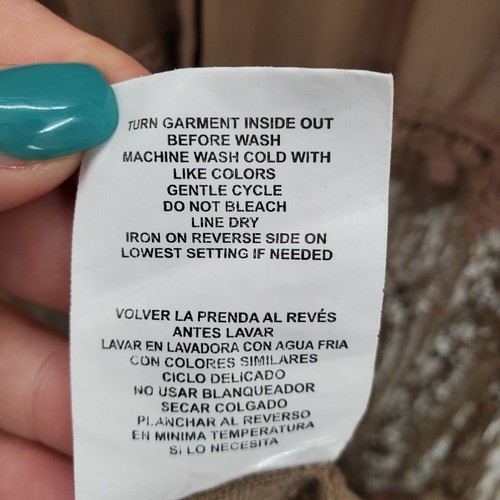 TURN GARMENT INSIDE OUT
BEFORE WASH
MACHINE WASH COLD WITH
LIKE COLORS
GENTLE CYCLE
DO NOT BLEACH
LINE DRY
IRON ON REVERSE SIDE ON
LOWEST SETTING IF NEEDED
VOLVER LA PRENDA AL REVÉS
ANTES LAVAR
LAVAR EN LAVADORA CON AGUA FRIA
CON COLORES SIMILARES
CICLO DELICADO
NO USAR BLANQUEADOR
SECAR COLGADO
PLANCHAR AL REVERSO
EN MINIMA TEMPERATURA
SI LO NECESITA